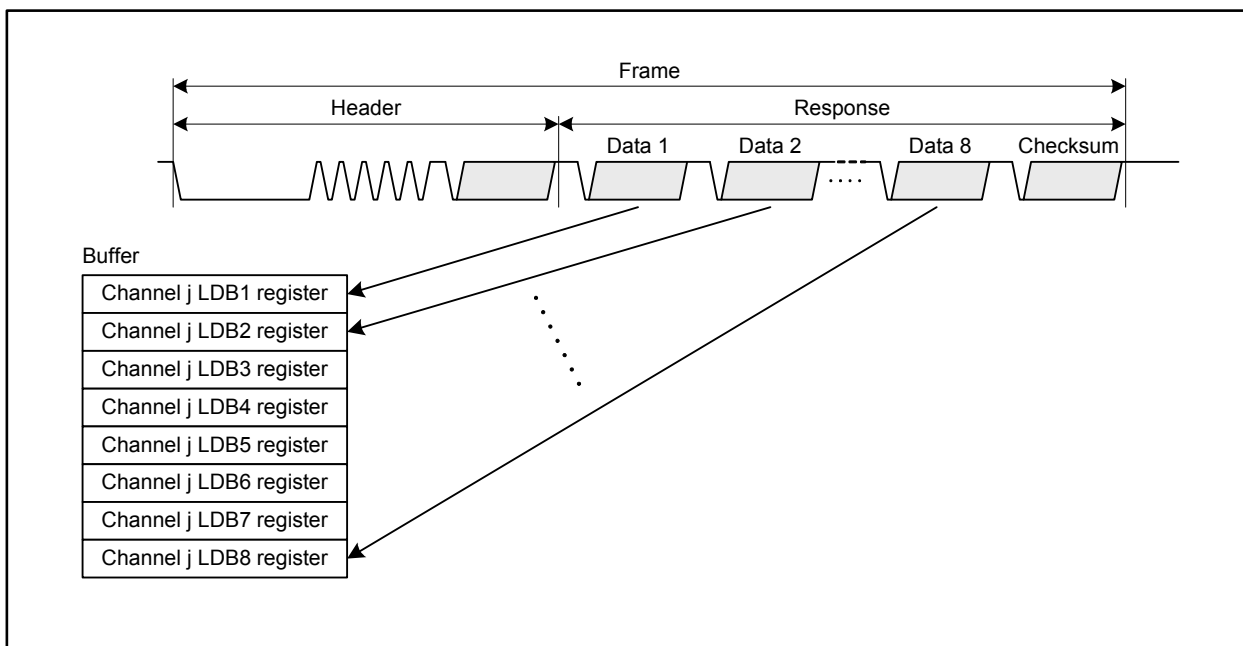 Frame
Header
Response
Data 1
Data 2
Data 8
Checksum
Buffer
Channel j LDB1 register
Channel j LDB2 register
Channel j LDB3 register
Channel j LDB4 register
Channel j LDB5 register
Channel j LDB6 register
Channel j LDB7 register
Channel j LDB8 register